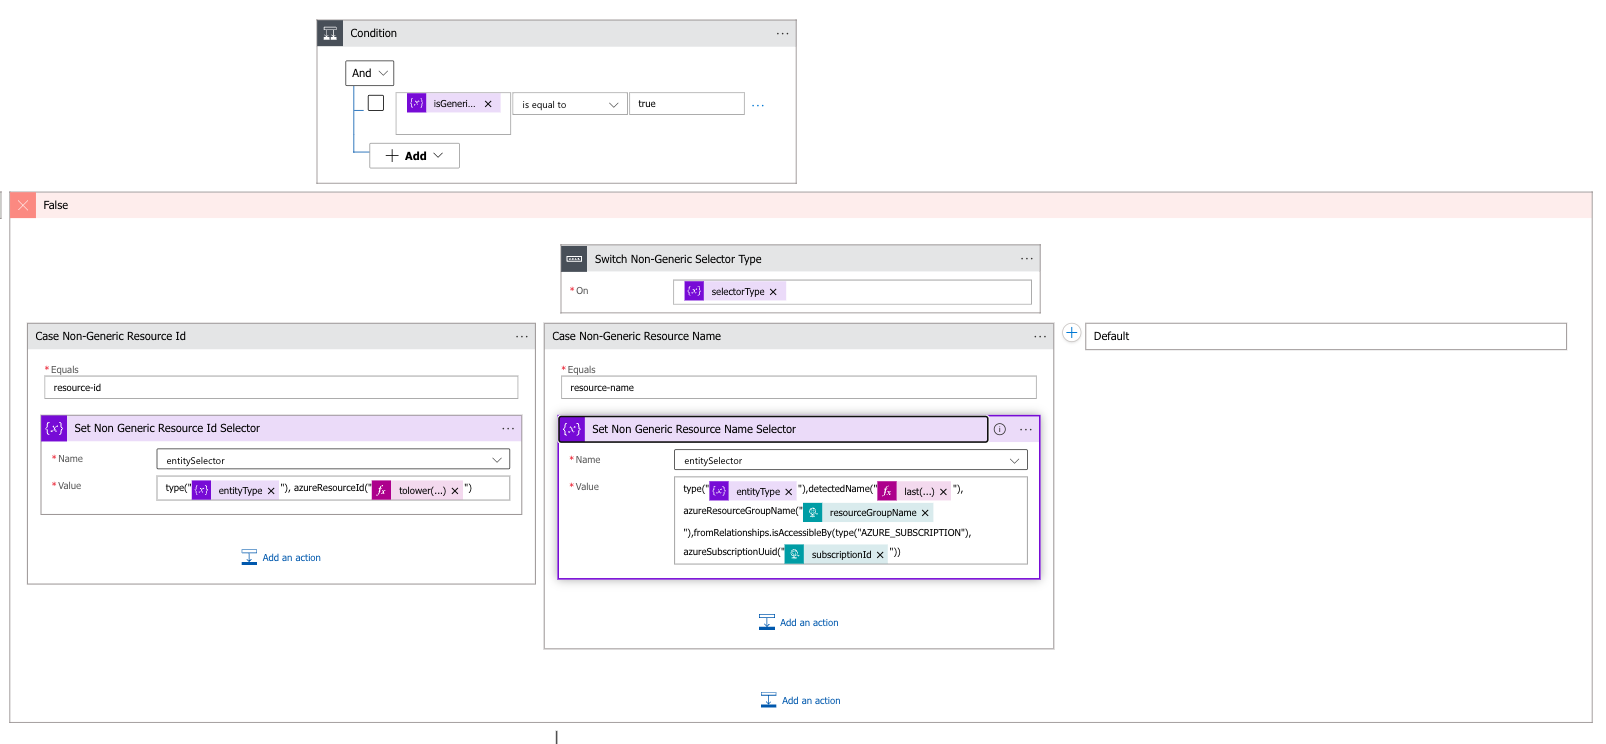 Condition
And
isGeneri...
is equal to
true
Add
False
Switch Non-Generic Selector Type
* On
selectorType
Case Non-Generic Resource Id
* Equals
resource-id
Set Non Generic Resource Id Selector
* Name
entitySelector
* Value
type("{x} entityType "), azureResourceId("fx tolower(...) ")
Add an action
Case Non-Generic Resource Name
* Equals
resource-name
Set Non Generic Resource Name Selector
* Name
entitySelector
* Value
type("{x} entityType "),detectedName("fx last(...) "),
azureResourceGroupName(" resourceGroupName
"),fromRelationships.isAccessibleBy(type("AZURE_SUBSCRIPTION"),
azureSubscriptionUuid(" subscriptionId "))
Add an action
Default
Add an action